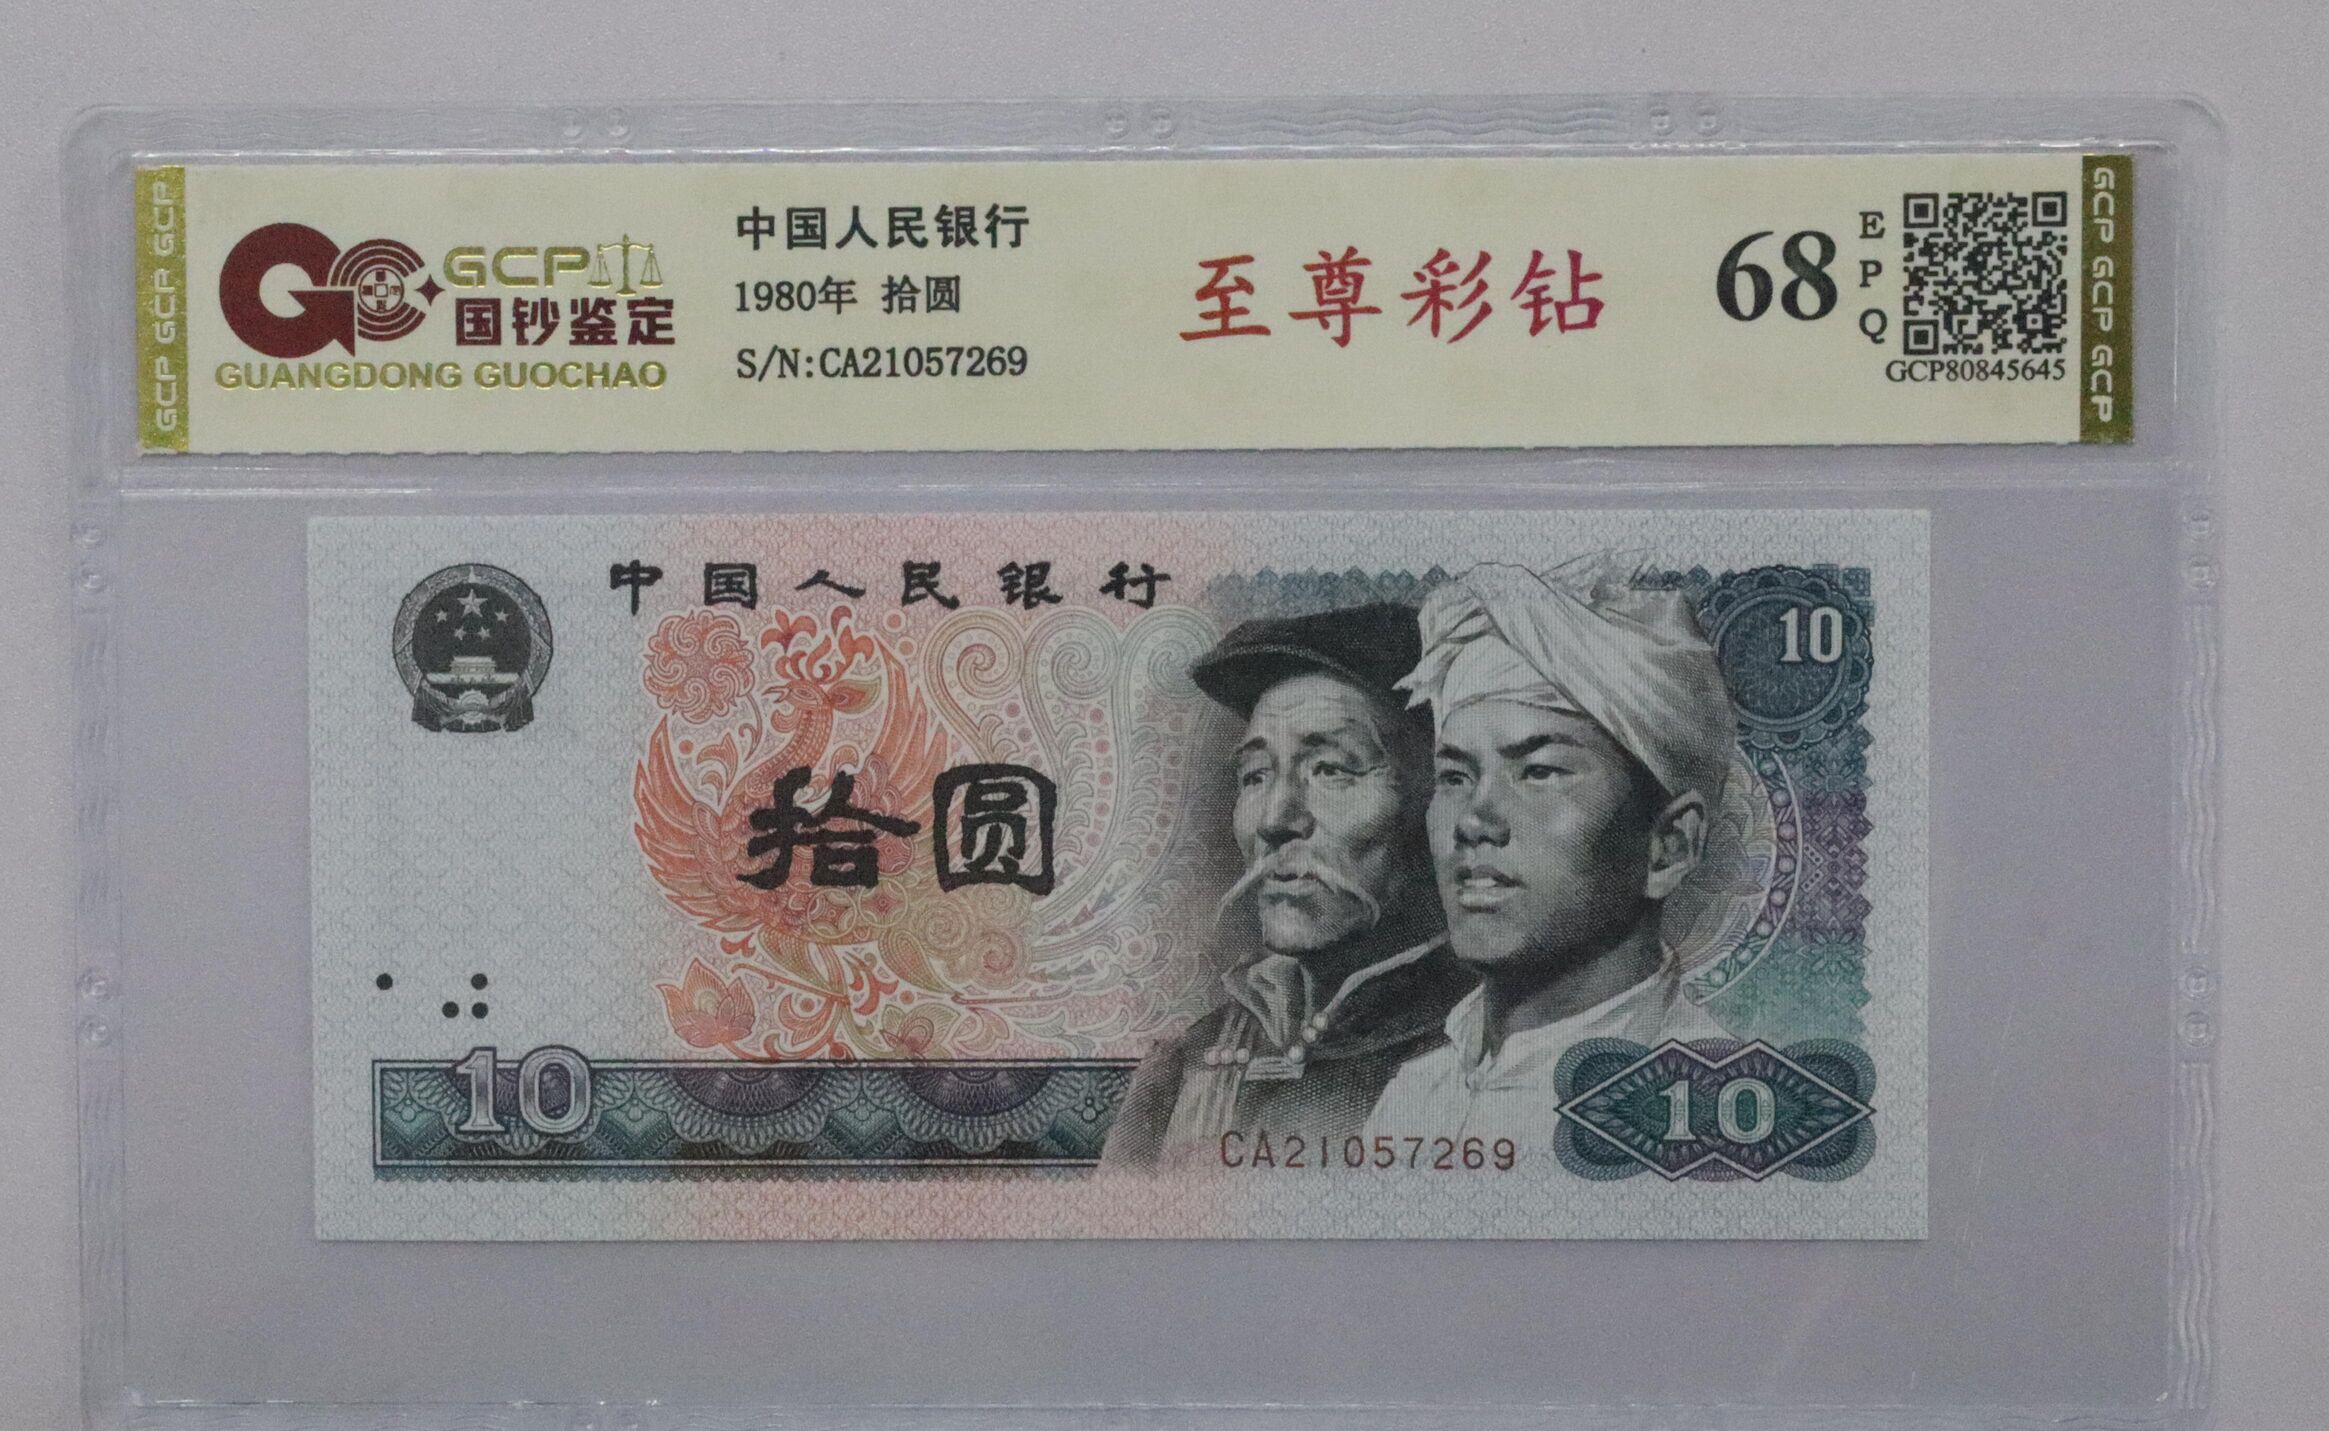 GCP GCP GCP
GCP
国钞鉴定
GUANGDONG GUOCHAO
中国人民银行
1980年 拾圆
S/N:CA21057269
至尊彩钻
68
EPQ
GCP80845645
GCP GCP GCP
中国人民银行
10
拾圆
10
CA21057269
10